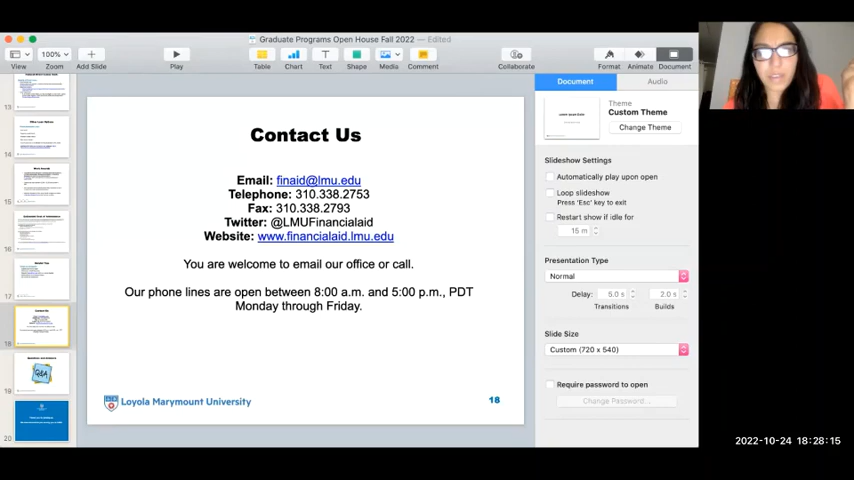 Graduate Programs Open House Fall 2022 — Edited
View
100%
Zoom
Add Slide
Play
Table
Chart
Text
Shape
Media
Comment
Collaborate
Format
Animate
Document
13
14
15
16
17
18
19
20
Q&A
Contact Us
Email: finaid@lmu.edu
Telephone: 310.338.2753
Fax: 310.338.2793
Twitter: @LMUFinancialaid
Website: www.financialaid.lmu.edu
You are welcome to email our office or call.
Our phone lines are open between 8:00 a.m. and 5:00 p.m., PDT
Monday through Friday.
Loyola Marymount University
18
Document
Audio
Theme
Custom Theme
Change Theme
Slideshow Settings
Automatically play upon open
Loop slideshow
Press 'Esc' key to exit
Restart show if idle for
15 m
Presentation Type
Normal
Delay:
5.0 s
2.0 s
Transitions
Builds
Slide Size
Custom (720 x 540)
Require password to open
Change Password...
2022-10-24 18:28:15